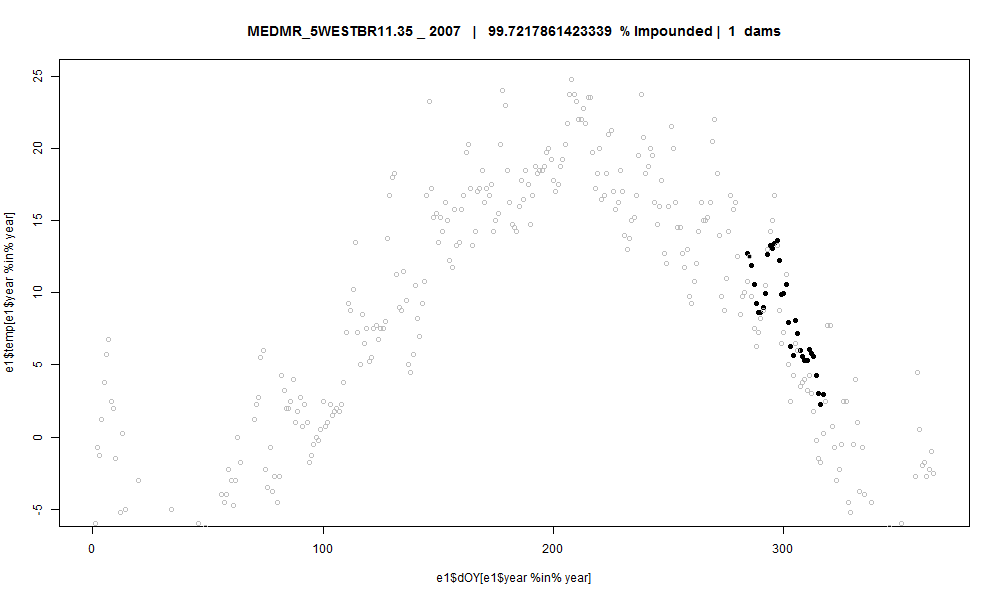 MEDMR_5WESTBR11.35 _ 2007 | 99.7217861423339 % Impounded | 1 dams
e1$temp[e1$year %in% year]
25
20
15
10
5
0
-5
0 100 200 300
e1$dOY[e1$year %in% year]